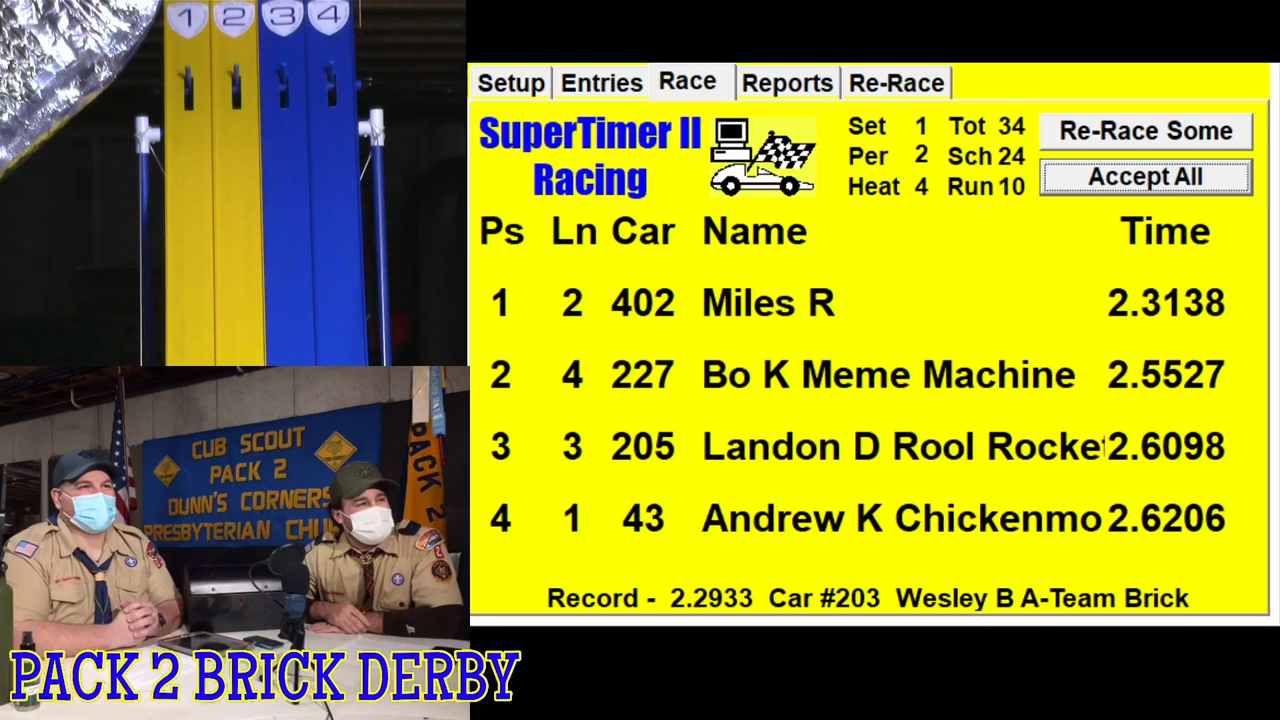 1 2 3 4
Setup Entries Race Reports Re-Race
SuperTimer II
Racing
Set 1 Tot 34
Per 2 Sch 24
Heat 4 Run 10
Re-Race Some
Accept All
Ps Ln Car Name Time
1 2 402 Miles R 2.3138
2 4 227 Bo K Meme Machine 2.5527
3 3 205 Landon D Rool Rocke 2.6098
4 1 43 Andrew K Chickenmo 2.6206
Record - 2.2933 Car #203 Wesley B A-Team Brick
CUB SCOUT
PACK 2
DUNN'S CORNERS
PRESBYTERIAN CHU
PACK 2
PACK 2 BRICK DERBY